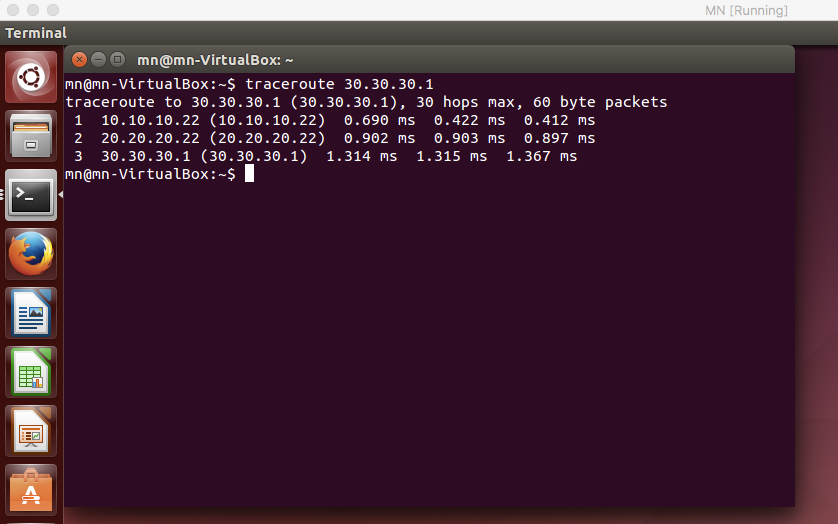 MN [Running]
Terminal
mn@mn-VirtualBox: ~
mn@mn-VirtualBox:~$ traceroute 30.30.30.1
traceroute to 30.30.30.1 (30.30.30.1), 30 hops max, 60 byte packets
 1  10.10.10.22 (10.10.10.22)  0.690 ms  0.422 ms  0.412 ms
 2  20.20.20.22 (20.20.20.22)  0.902 ms  0.903 ms  0.897 ms
 3  30.30.30.1 (30.30.30.1)  1.314 ms  1.315 ms  1.367 ms
mn@mn-VirtualBox:~$